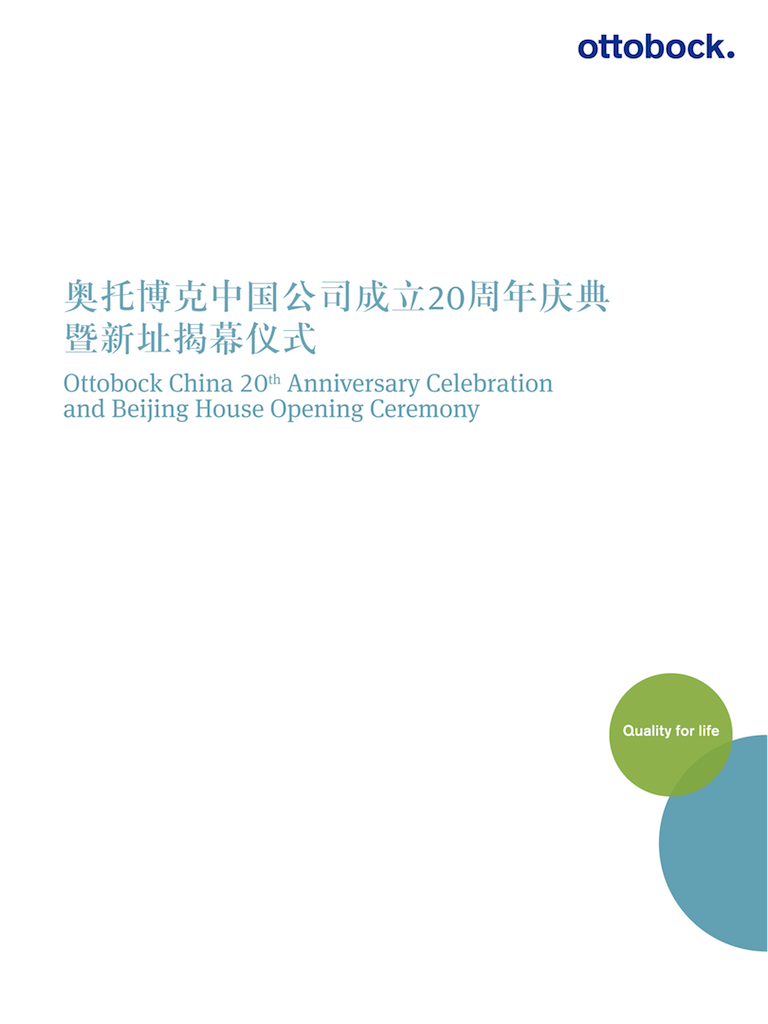 ottobock.
奥托博克中国公司成立20周年庆典
暨新址揭幕仪式
Ottobock China 20th Anniversary Celebration
and Beijing House Opening Ceremony
Quality for life